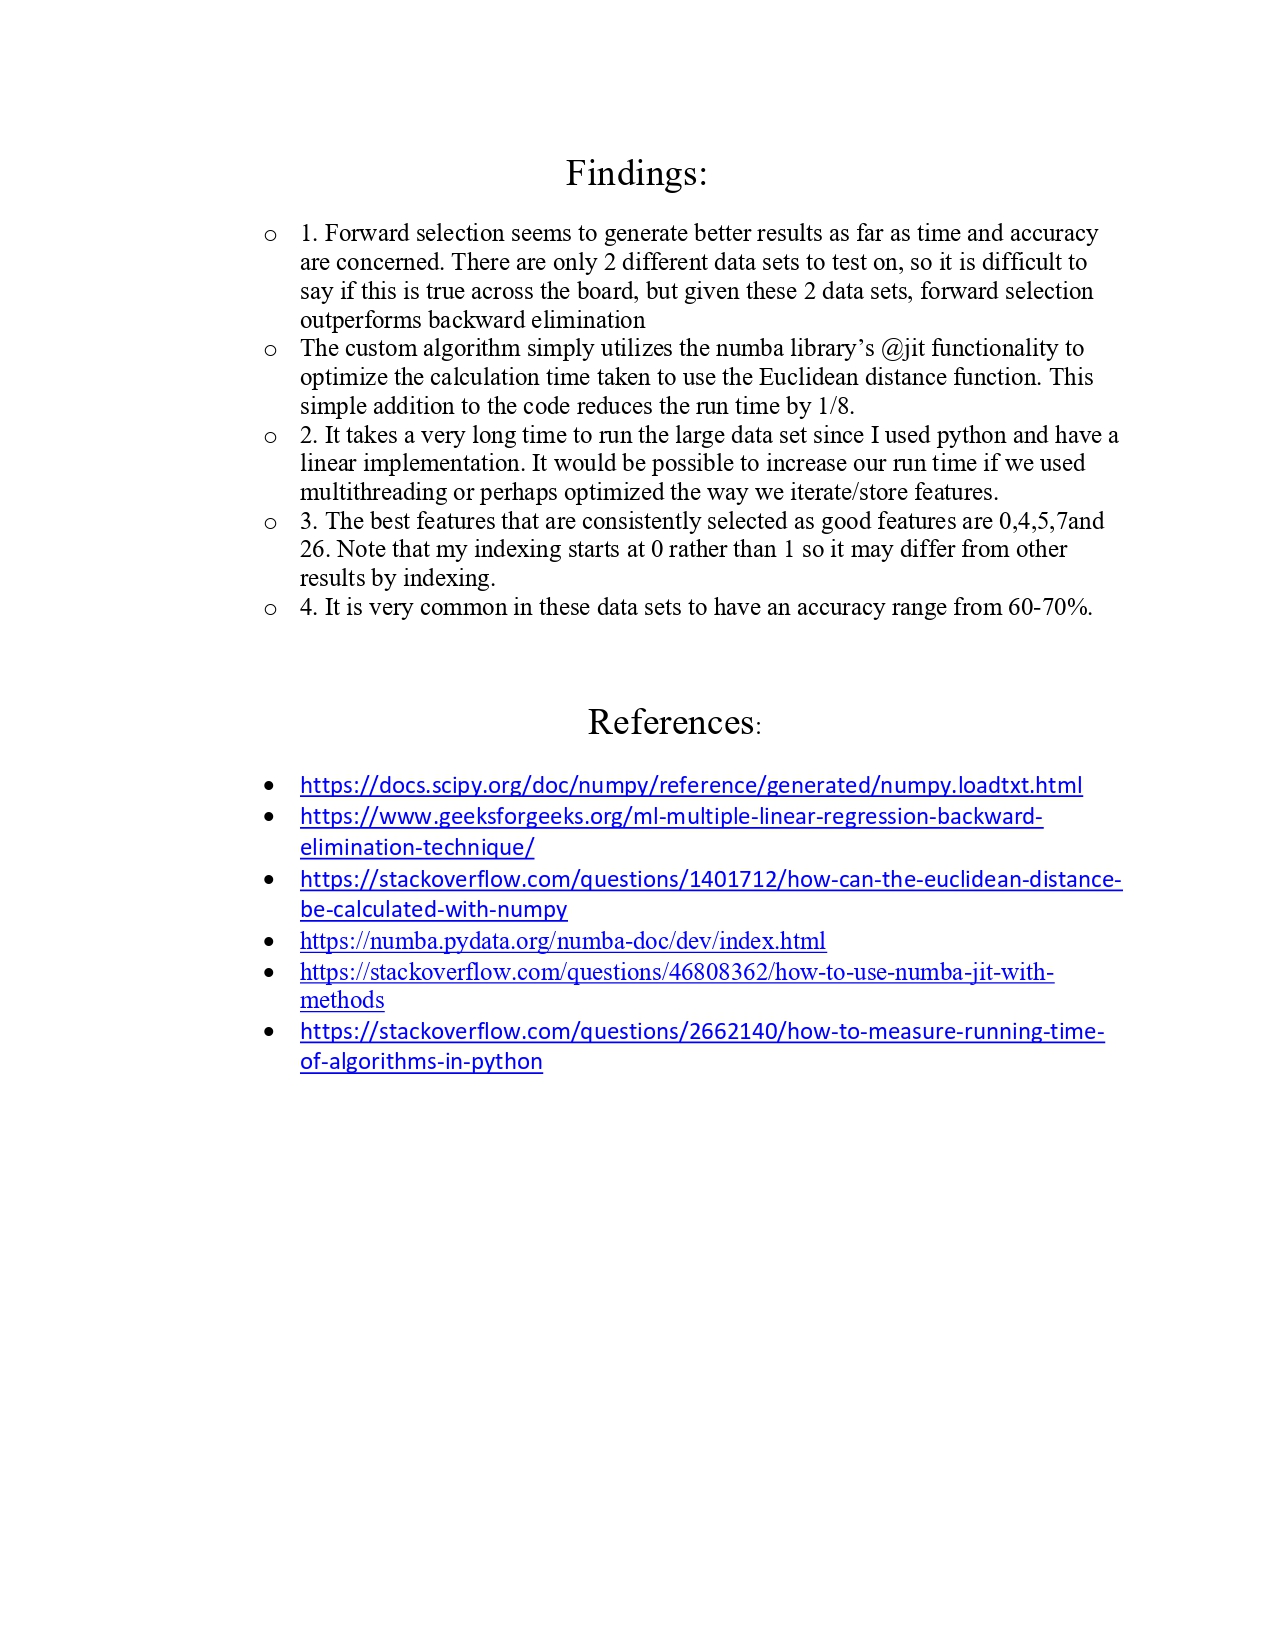 Findings:
o 1. Forward selection seems to generate better results as far as time and accuracy
are concerned. There are only 2 different data sets to test on, so it is difficult to
say if this is true across the board, but given these 2 data sets, forward selection
outperforms backward elimination
o The custom algorithm simply utilizes the numba library’s @jit functionality to
optimize the calculation time taken to use the Euclidean distance function. This
simple addition to the code reduces the run time by 1/8.
o 2. It takes a very long time to run the large data set since I used python and have a
linear implementation. It would be possible to increase our run time if we used
multithreading or perhaps optimized the way we iterate/store features.
o 3. The best features that are consistently selected as good features are 0,4,5,7and
26. Note that my indexing starts at 0 rather than 1 so it may differ from other
results by indexing.
o 4. It is very common in these data sets to have an accuracy range from 60-70%.
References:
• https://docs.scipy.org/doc/numpy/reference/generated/numpy.loadtxt.html
• https://www.geeksforgeeks.org/ml-multiple-linear-regression-backward-
elimination-technique/
• https://stackoverflow.com/questions/1401712/how-can-the-euclidean-distance-
be-calculated-with-numpy
• https://numba.pydata.org/numba-doc/dev/index.html
• https://stackoverflow.com/questions/46808362/how-to-use-numba-jit-with-
methods
• https://stackoverflow.com/questions/2662140/how-to-measure-running-time-
of-algorithms-in-python